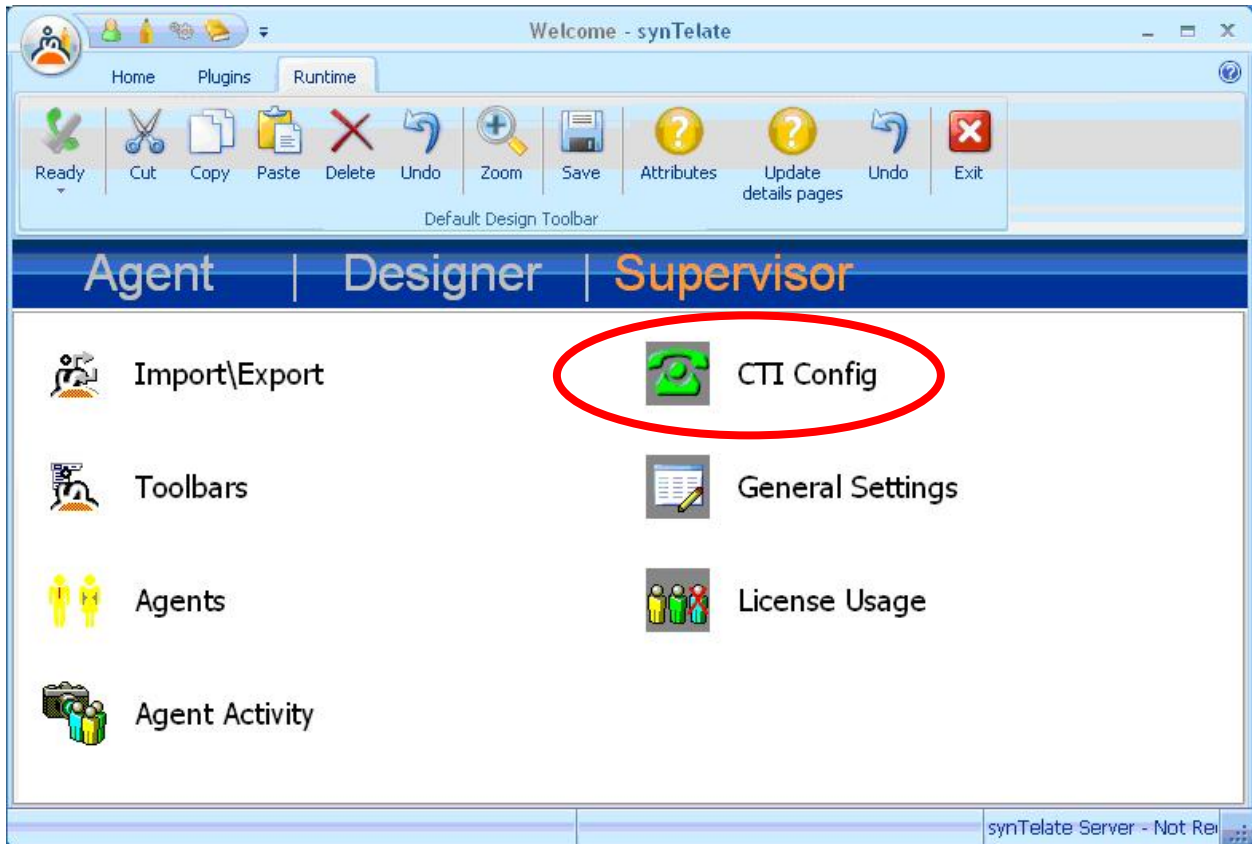 Welcome - synTelate
Home Plugins Runtime
Ready Cut Copy Paste Delete Undo Zoom Save Attributes Update details pages Undo Exit
Default Design Toolbar
Agent | Designer | Supervisor
Import\Export
CTI Config
Toolbars
General Settings
Agents
License Usage
Agent Activity
synTelate Server - Not